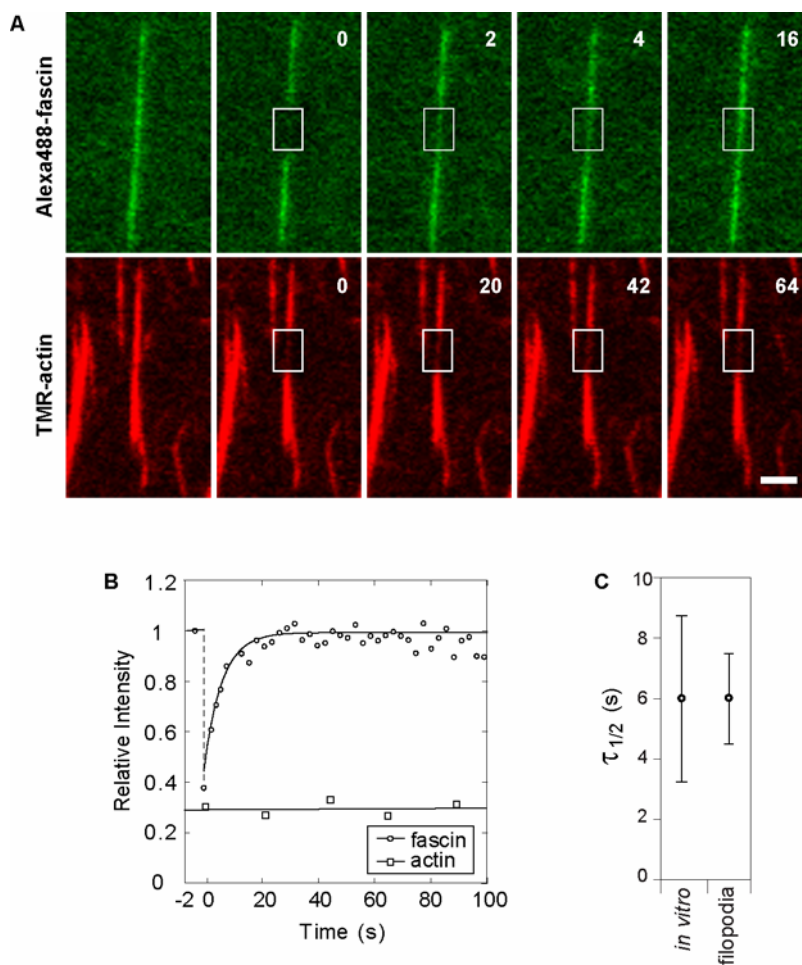 A
Alexa488-fascin
0
2
4
16
TMR-actin
0
20
42
64
B
1.2
1
0.8
0.6
0.4
0.2
0
Relative Intensity
-2 0 20 40 60 80 100
Time (s)
fascin
actin
C
10
8
6
4
2
0
τ1/2 (s)
in vitro
filopodia